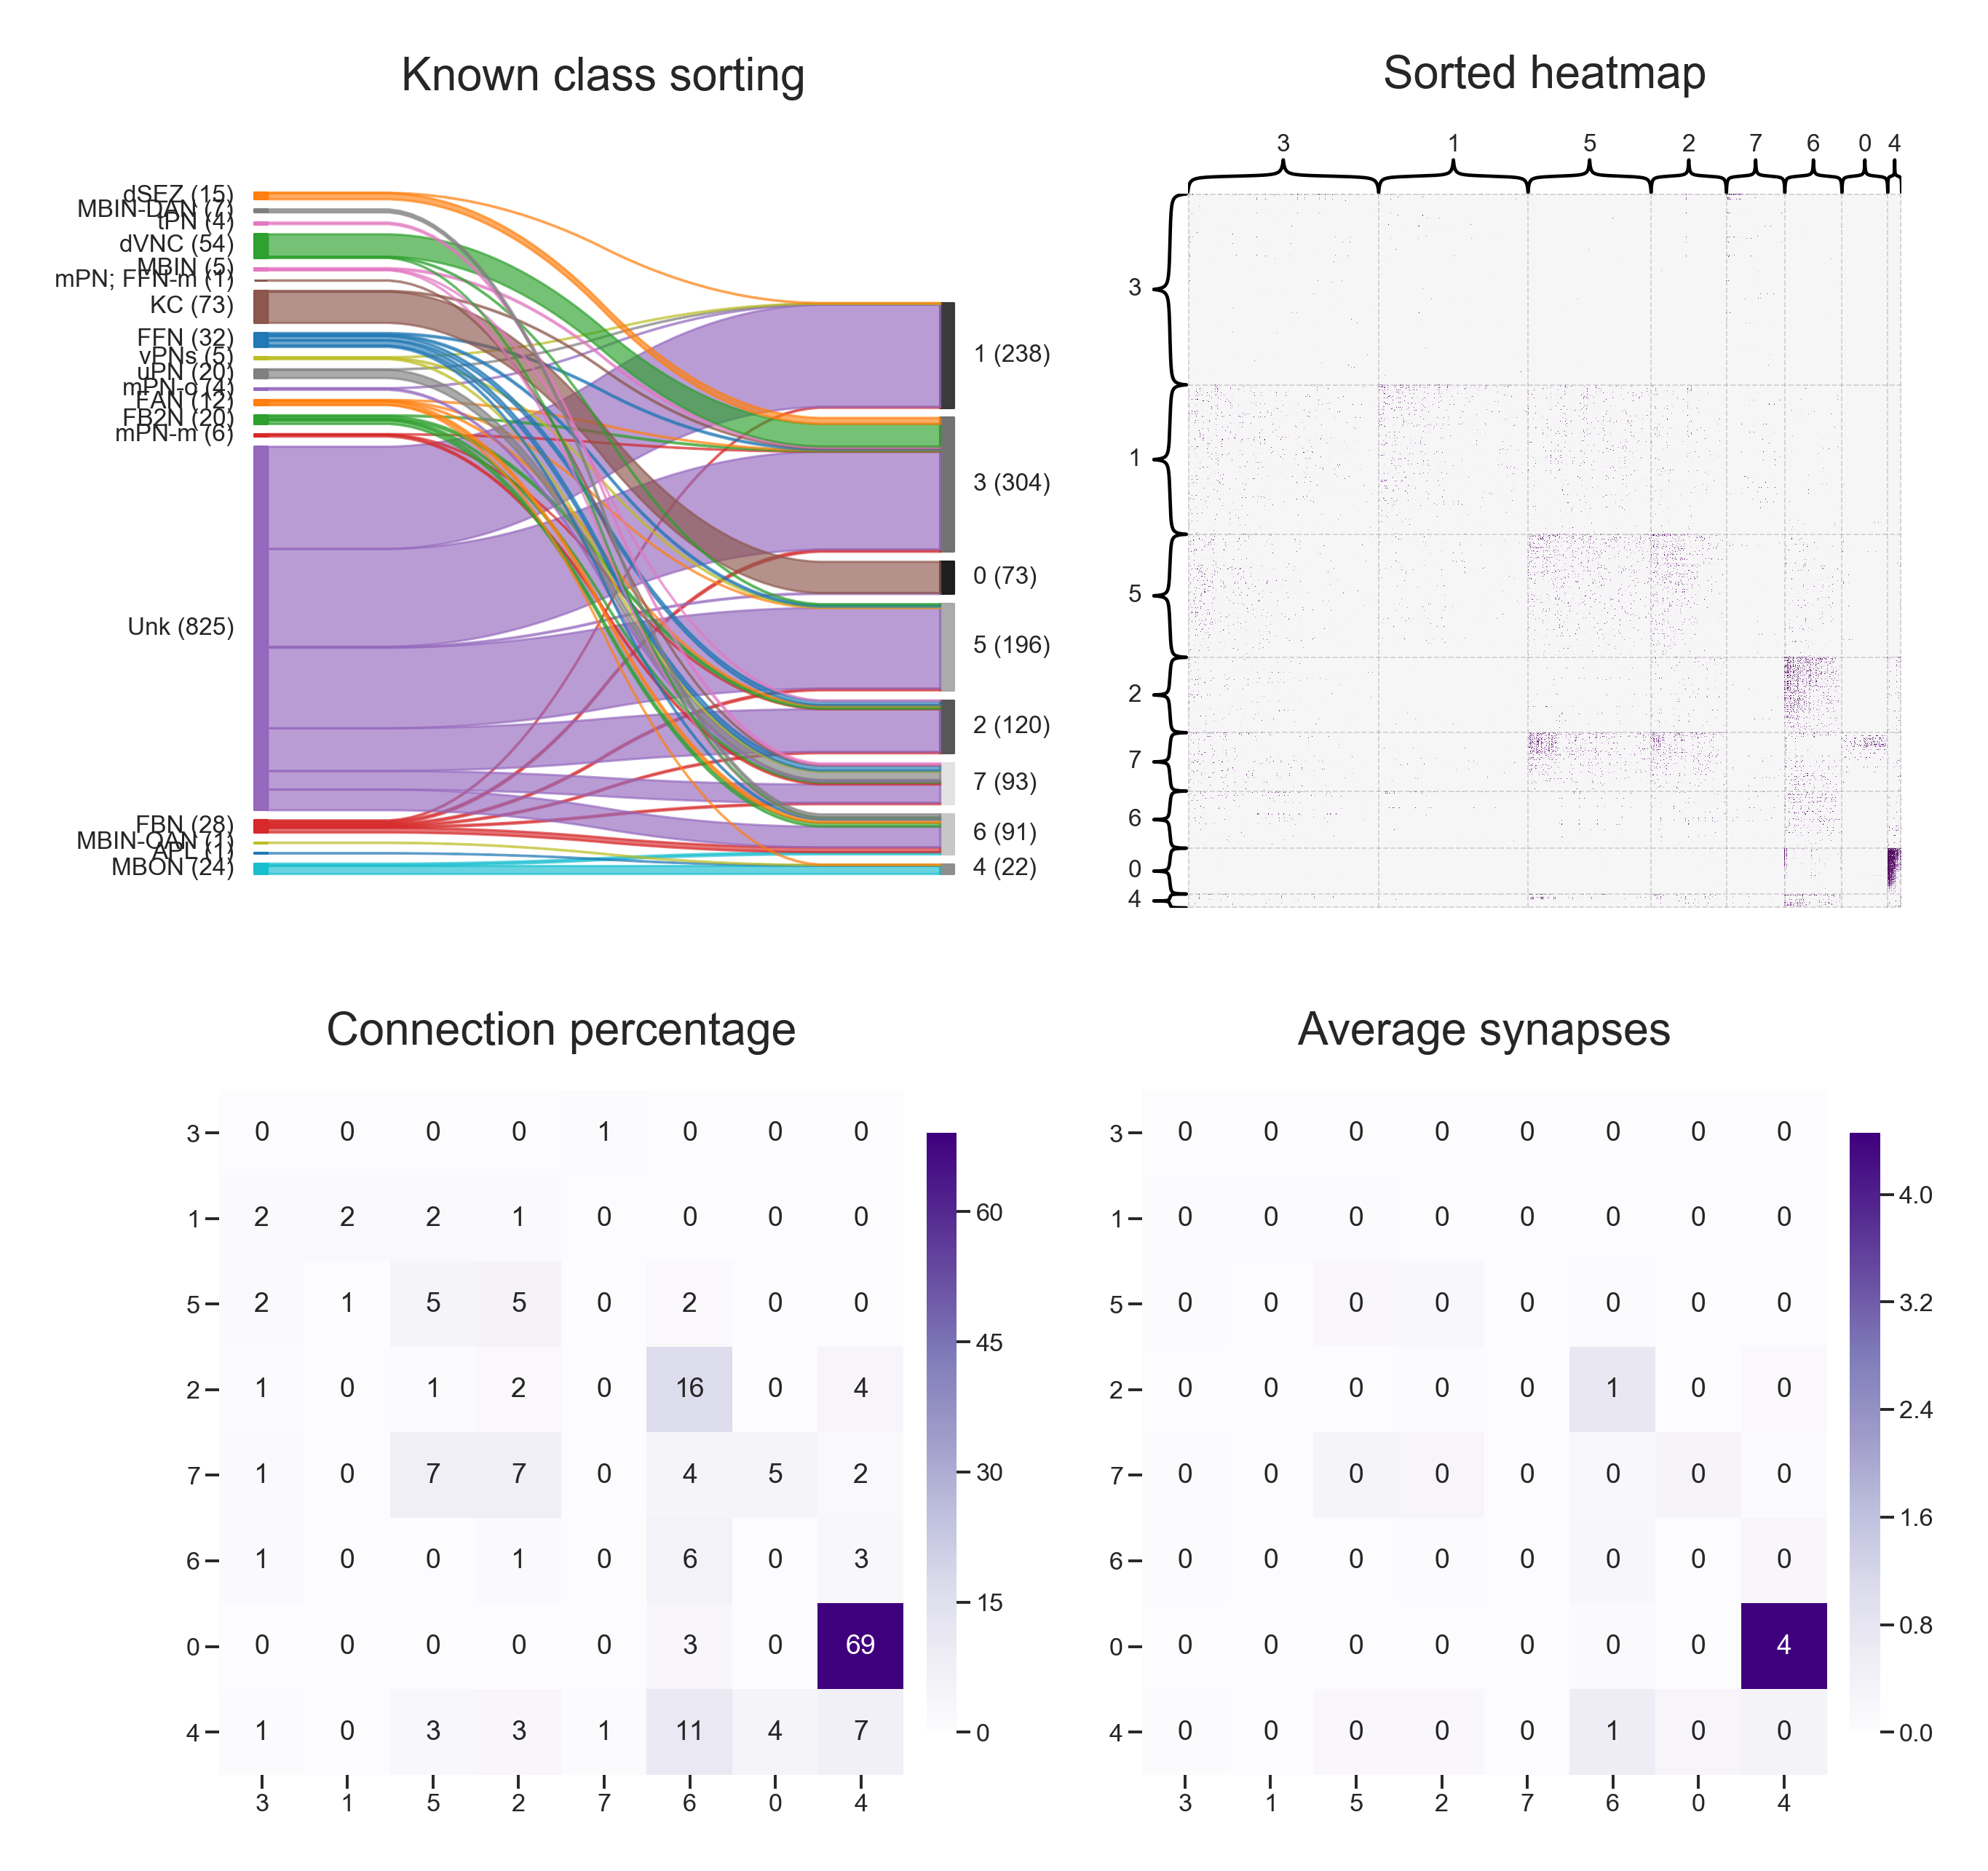 Known class sorting
dSEZ (15)
MBIN-DAN (7)
tPN (4)
dVNC (54)
MBIN (5)
mPN; FFN-m (1)
KC (73)
FFN (32)
vPNs (5)
uPN (20)
mPN-o (4)
FAN (12)
FB2N (20)
mPN-m (6)
Unk (825)
FBN (28)
MBIN-OAN (1)
APL (1)
MBON (24)
1 (238)
3 (304)
0 (73)
5 (196)
2 (120)
7 (93)
6 (91)
4 (22)
Sorted heatmap
3 1 5 2 7 6 0 4
3
1
5
2
7
6
0
4
Connection percentage
3 0 0 0 0 1 0 0 0
1 2 2 2 1 0 0 0 0
5 2 1 5 5 0 2 0 0
2 1 0 1 2 0 16 0 4
7 1 0 7 7 0 4 5 2
6 1 0 0 1 0 6 0 3
0 0 0 0 0 0 3 0 69
4 1 0 3 3 1 11 4 7
3 1 5 2 7 6 0 4
60
45
30
15
0
Average synapses
3 0 0 0 0 0 0 0 0
1 0 0 0 0 0 0 0 0
5 0 0 0 0 0 0 0 0
2 0 0 0 0 0 1 0 0
7 0 0 0 0 0 0 0 0
6 0 0 0 0 0 0 0 0
0 0 0 0 0 0 0 0 4
4 0 0 0 0 0 1 0 0
3 1 5 2 7 6 0 4
4.0
3.2
2.4
1.6
0.8
0.0